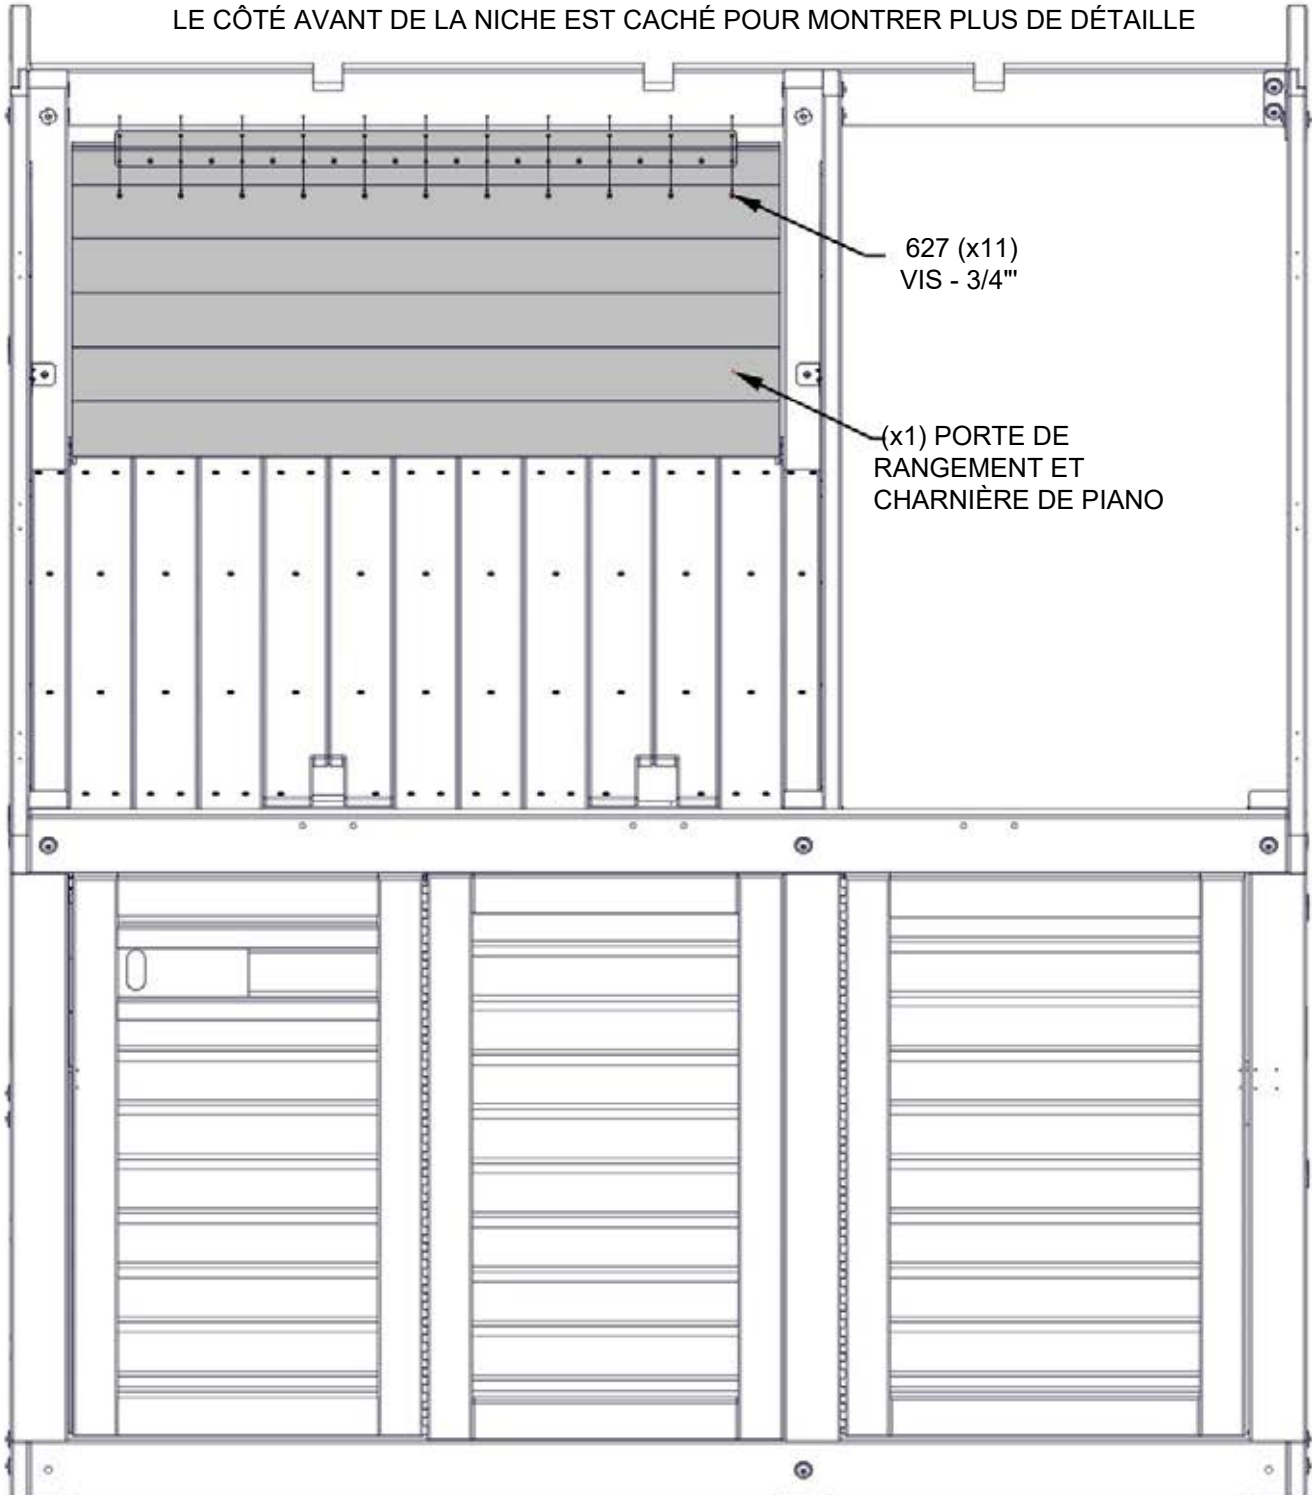 LE CÔTÉ AVANT DE LA NICHE EST CACHÉ POUR MONTRER PLUS DE DÉTAILLE
627 (x11)
VIS - 3/4'"
(x1) PORTE DE
RANGEMENT ET
CHARNIÈRE DE PIANO